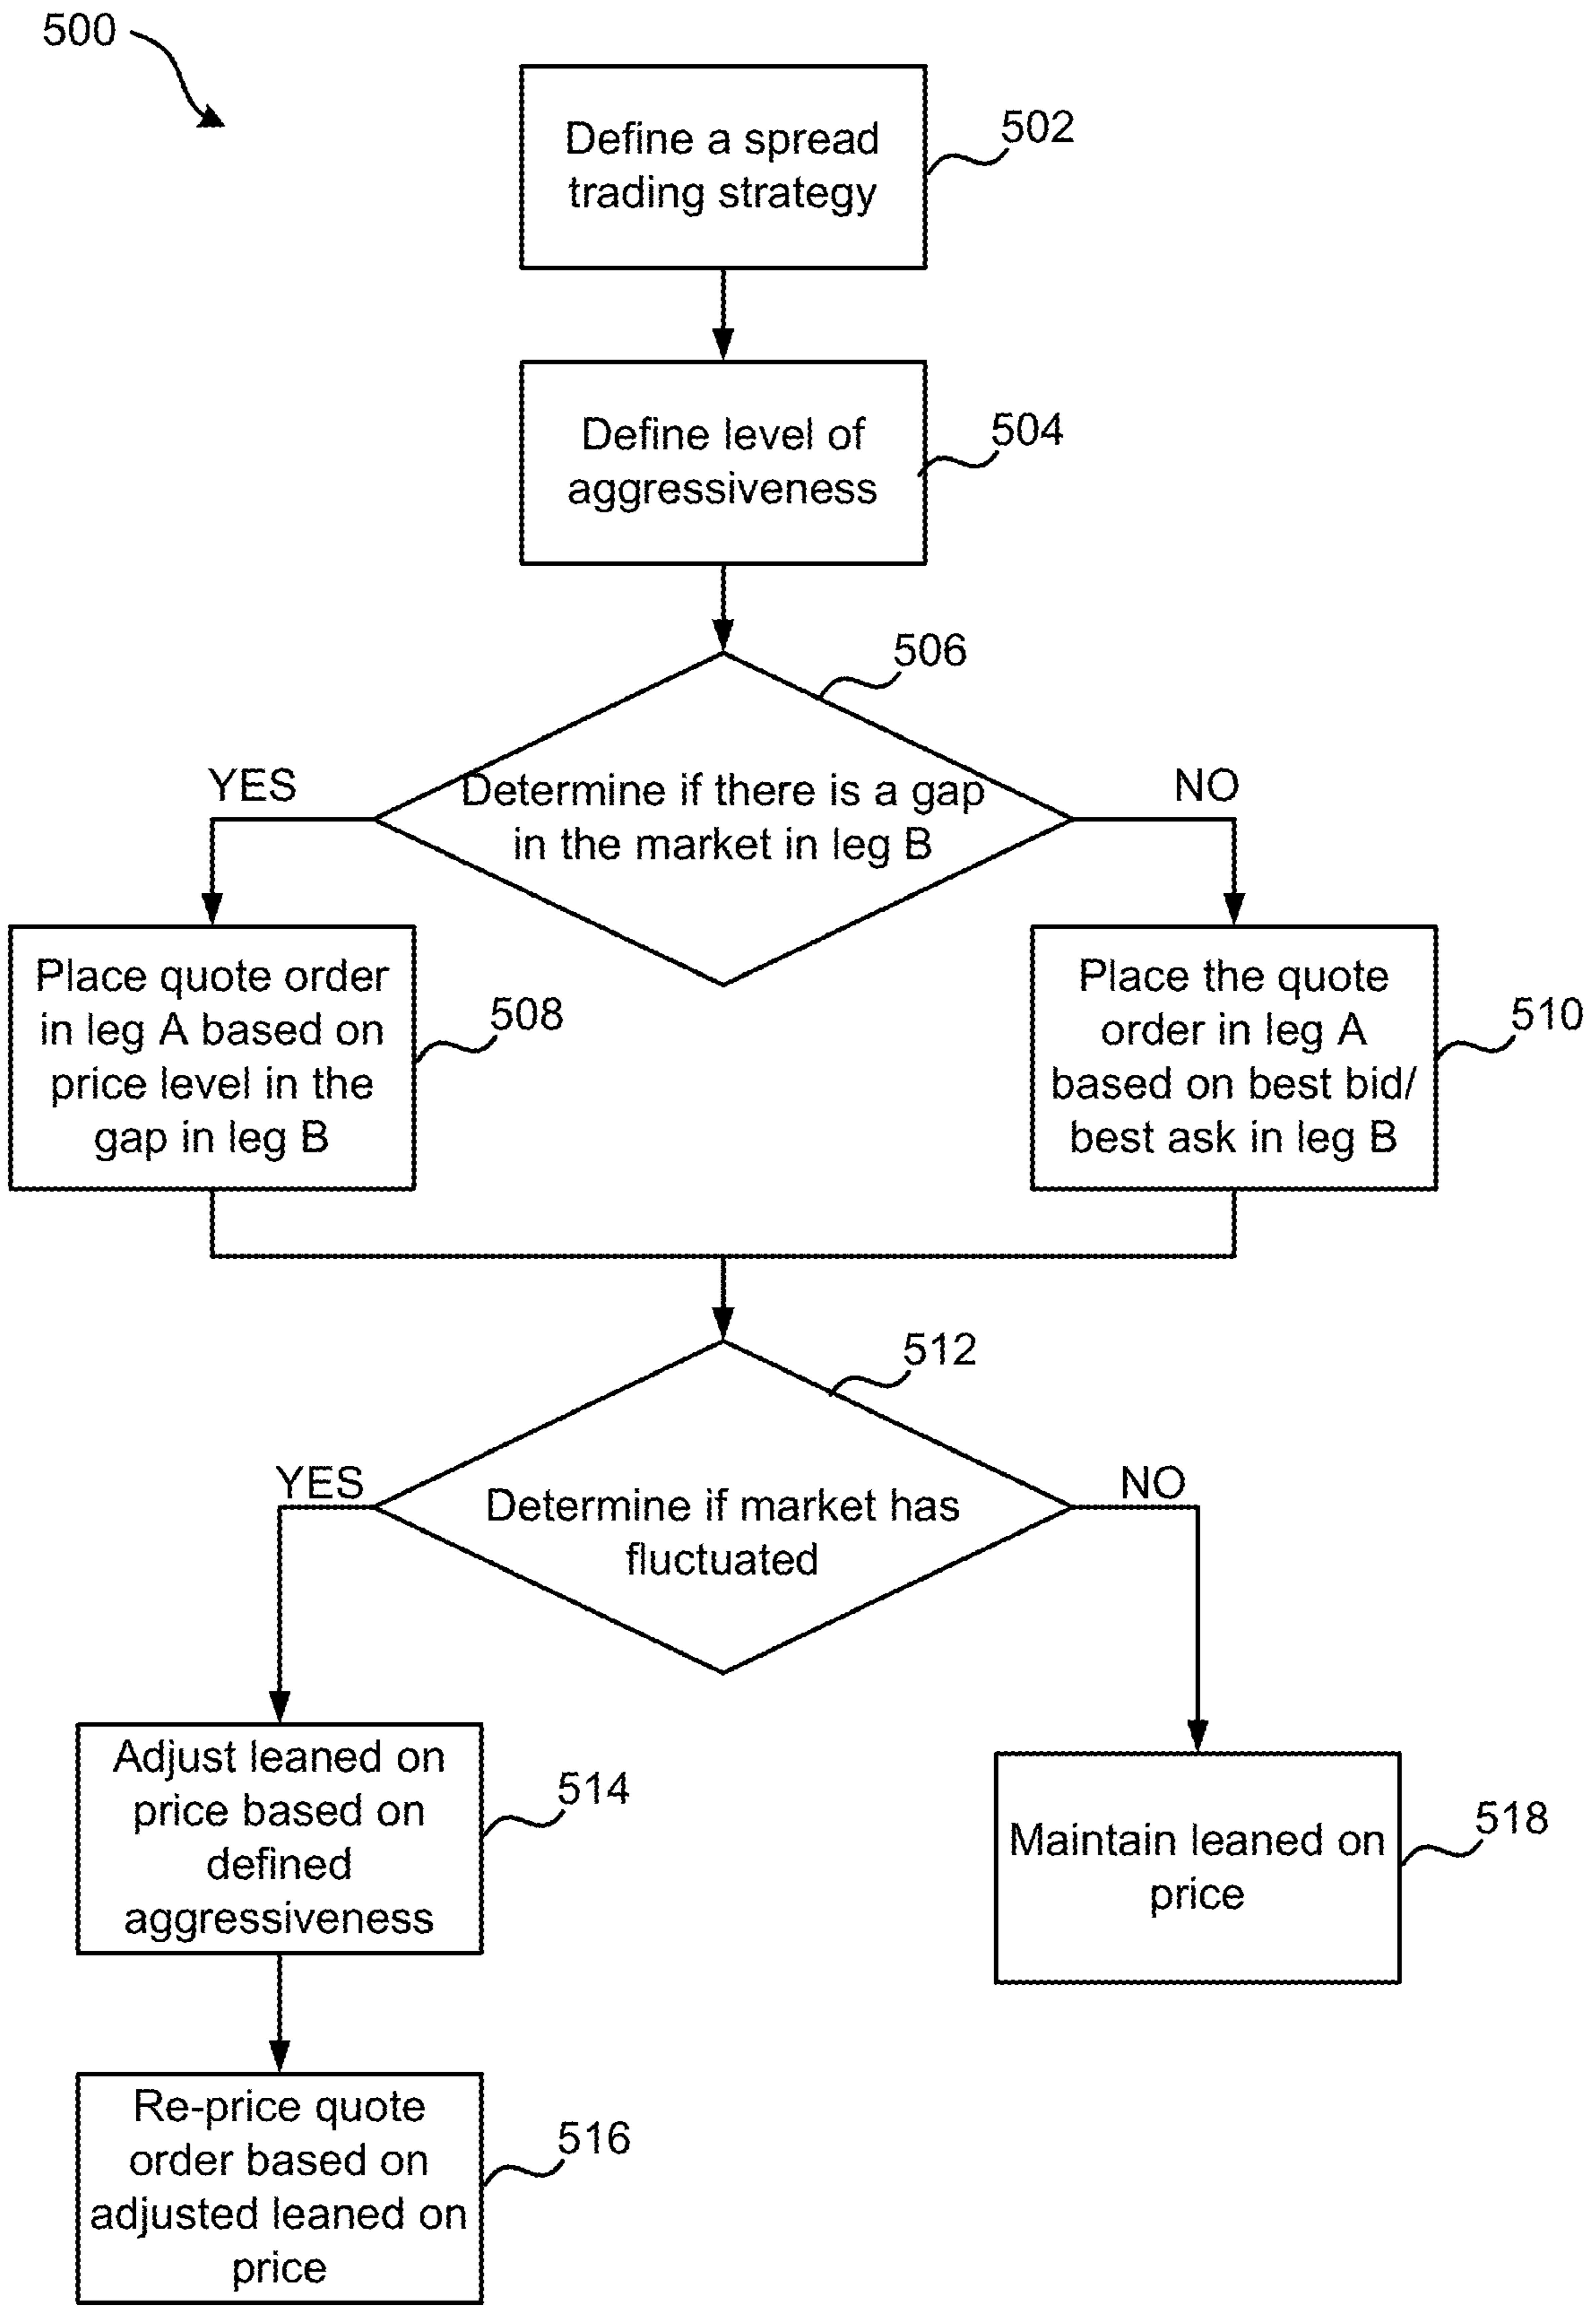 500
Define a spread
trading strategy
502
Define level of
aggressiveness
504
506
Determine if there is a gap
in the market in leg B
YES
NO
Place quote order
in leg A based on
price level in the
gap in leg B
508
Place the quote
order in leg A
based on best bid/
best ask in leg B
510
512
Determine if market has
fluctuated
YES
NO
Adjust leaned on
price based on
defined
aggressiveness
514
Maintain leaned on
price
518
Re-price quote
order based on
adjusted leaned on
price
516